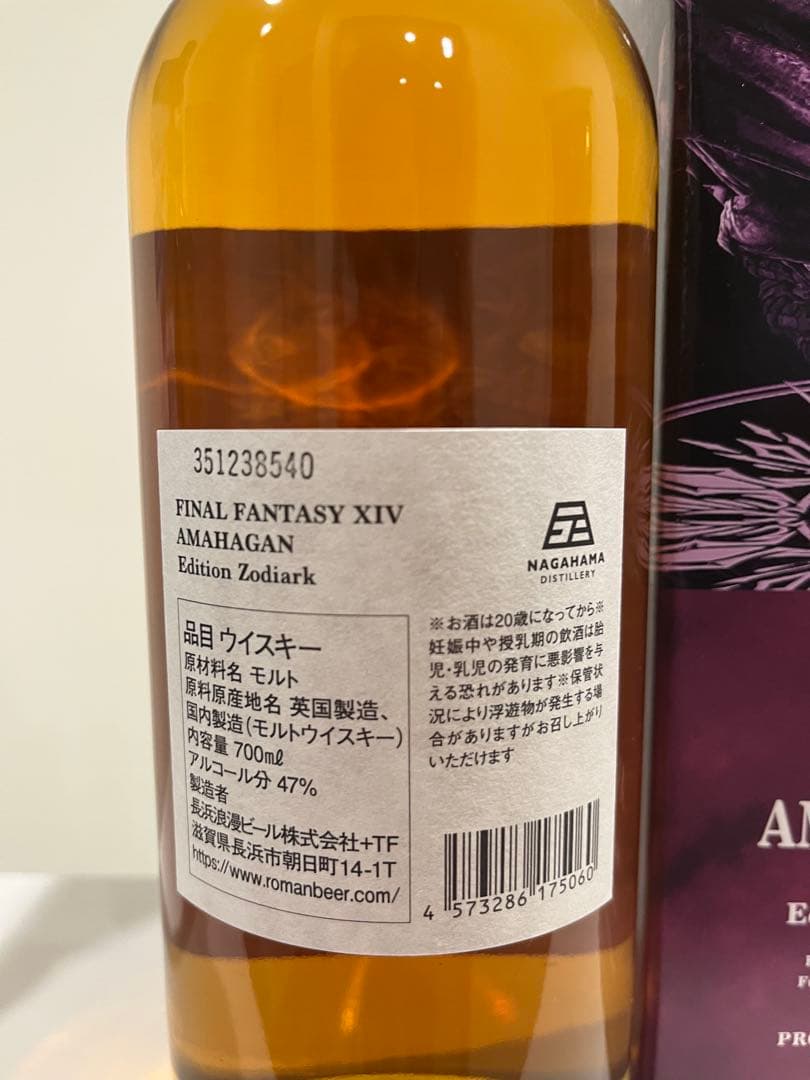 351238540
FINAL FANTASY XIV
AMAHAGAN
Edition Zodiark
NAGAHAMA
DISTILLERY
品目 ウイスキー
原材料名 モルト
原料原産地名 英国製造、
国内製造(モルトウイスキー)
内容量 700㎖
アルコール分 47%
製造者
長浜浪漫ビール株式会社+TF
滋賀県長浜市朝日町14-1T
https://www.romanbeer.com/
※お酒は20歳になってから※
妊娠中や授乳期の飲酒は胎
児・乳児の発育に悪影響を与
える恐れがあります※保管状
況により浮遊物が発生する場
合がありますがお召し上がり
いただけます
4 573286 175060